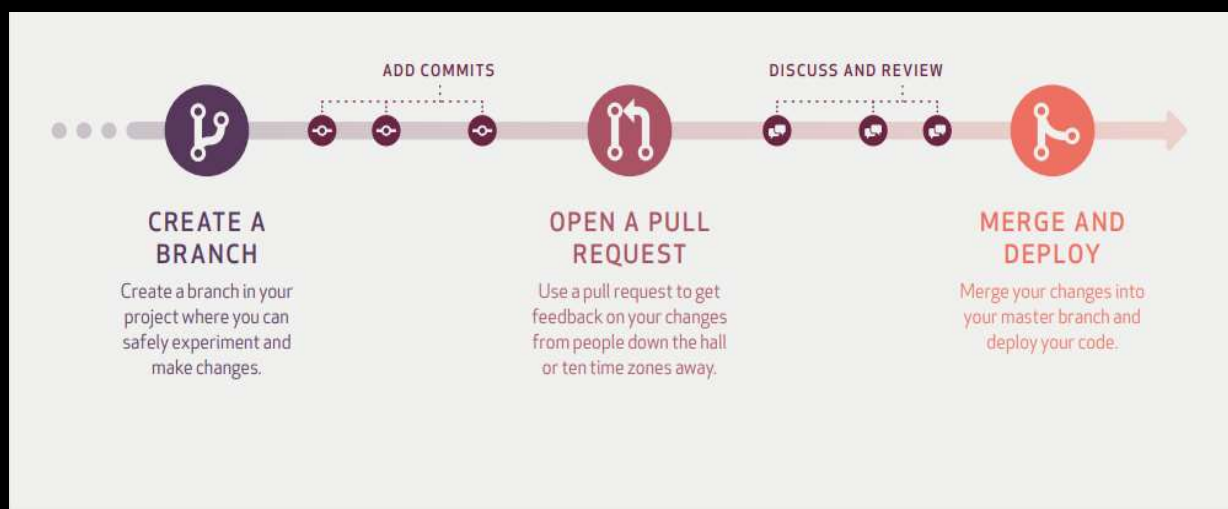 ADD COMMITS
DISCUSS AND REVIEW
CREATE A
BRANCH
Create a branch in your
project where you can
safely experiment and
make changes.
OPEN A PULL
REQUEST
Use a pull request to get
feedback on your changes
from people down the hall
or ten time zones away.
MERGE AND
DEPLOY
Merge your changes into
your master branch and
deploy your code.